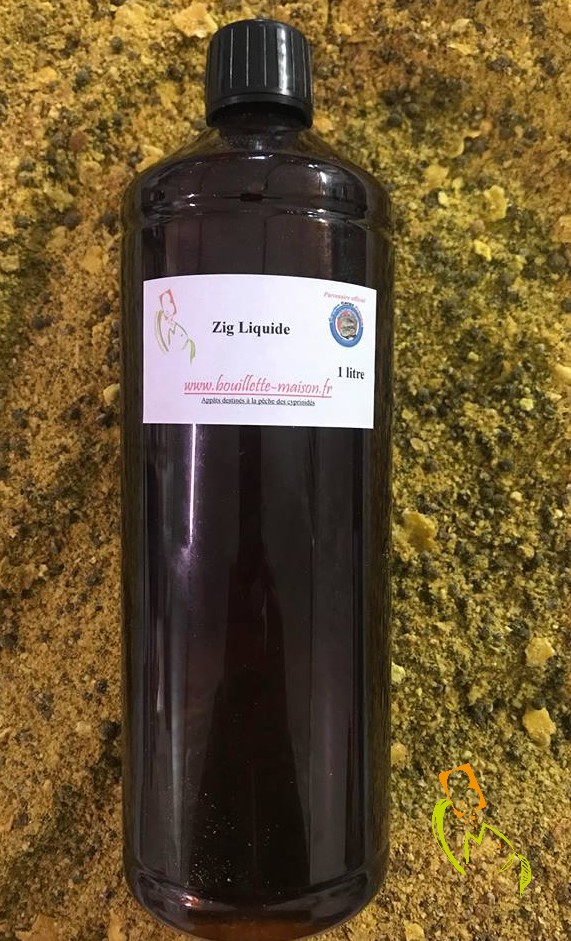 Partenaire officiel
Zig Liquide
1 litre
www.bouillette-maison.fr
Appâts destinés à la pêche des cyprinidés